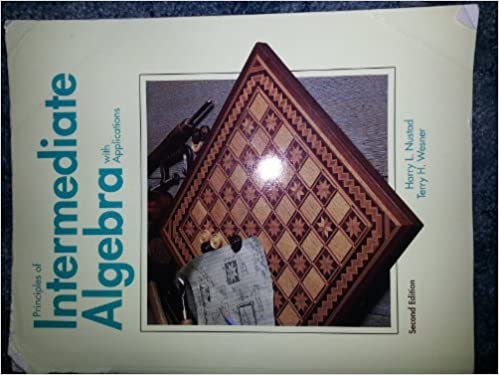 Principles of
Intermediate
Algebra with
Applications
Harry L. Nustad
Terry H. Wesner
Second Edition